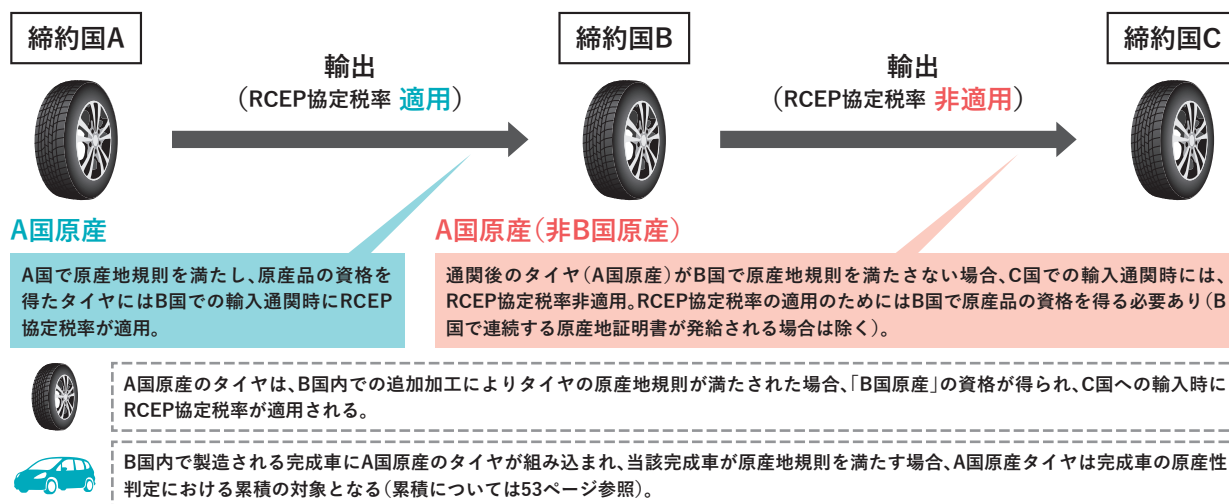 締約国A
締約国B
締約国C
輸出
（RCEP協定税率 適用）
輸出
（RCEP協定税率 非適用）
A国原産
A国で原産地規則を満たし、原産品の資格を
得たタイヤにはB国での輸入通関時にRCEP
協定税率が適用。
A国原産（非B国原産）
通関後のタイヤ（A国原産）がB国で原産地規則を満たさない場合、C国での輸入通関時には、
RCEP協定税率非適用。RCEP協定税率の適用のためにはB国で原産品の資格を得る必要あり（B
国で連続する原産地証明書が発給される場合は除く）。
A国原産のタイヤは、B国内での追加加工によりタイヤの原産地規則が満たされた場合、「B国原産」の資格が得られ、C国への輸入時に
RCEP協定税率が適用される。
B国内で製造される完成車にA国原産のタイヤが組み込まれ、当該完成車が原産地規則を満たす場合、A国原産タイヤは完成車の原産性
判定における累積の対象となる（累積については53ページ参照）。